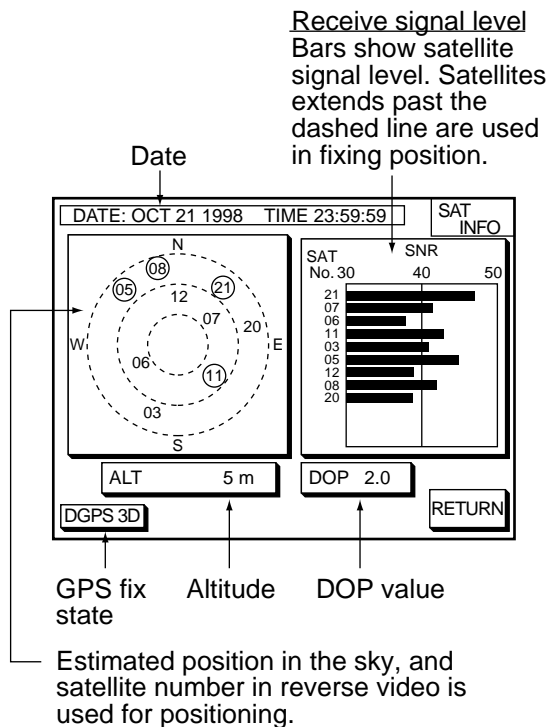 Receive signal level
Bars show satellite
signal level. Satellites
extends past the
dashed line are used
in fixing position.
Date
DATE: OCT 21 1998 TIME 23:59:59
SAT
INFO
N
08
05
21
12
07
20
W
E
06
11
03
S
SNR
SAT
No. 30 40 50
21
07
06
11
03
05
12
08
20
ALT 5 m
DOP 2.0
DGPS 3D
RETURN
GPS fix
state
Altitude
DOP value
Estimated position in the sky, and
satellite number in reverse video is
used for positioning.